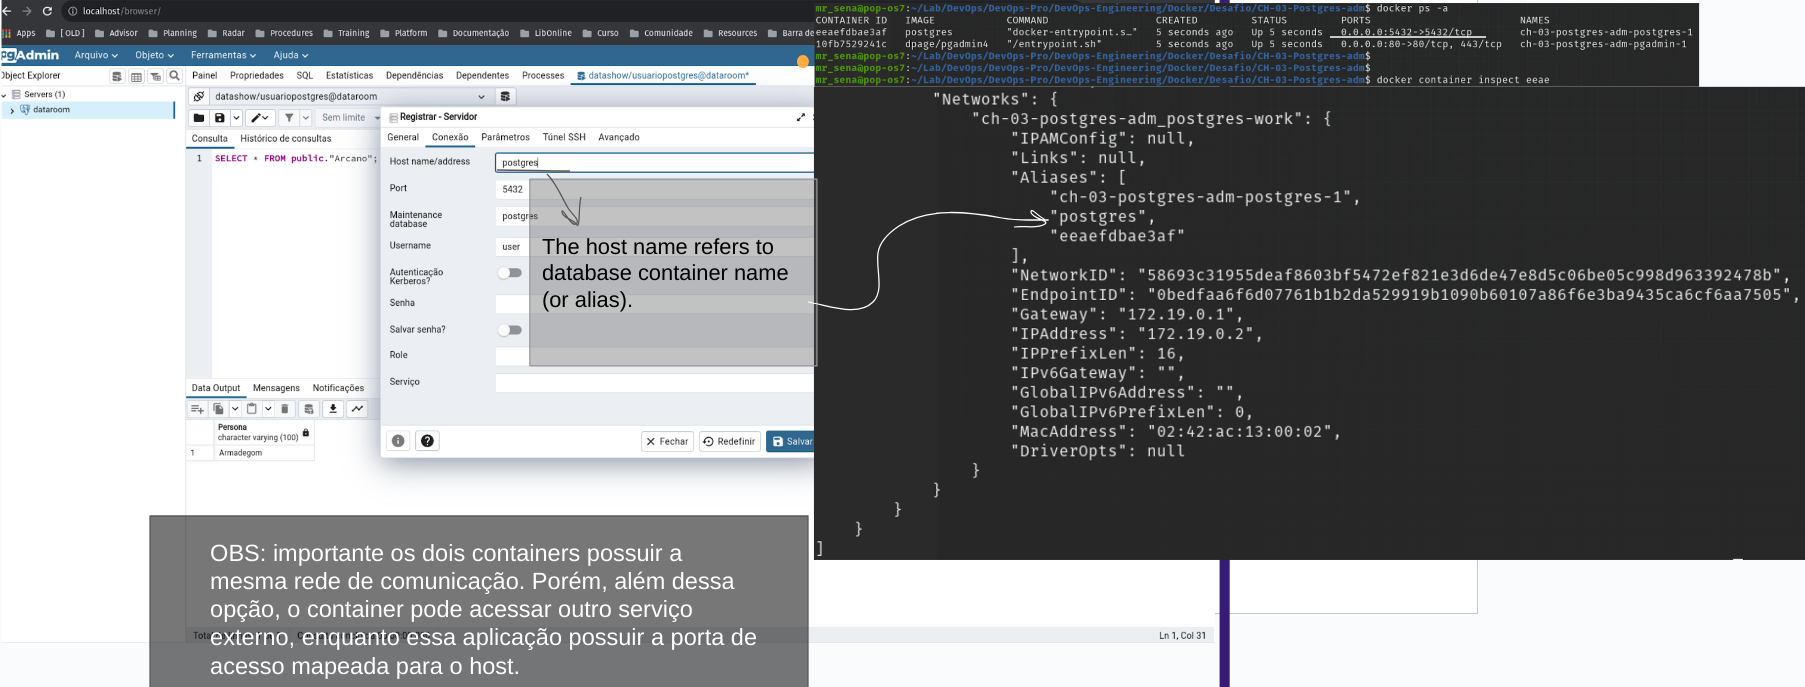 localhost/browser/
Apps [OLD] Advisor Planning Radar Procedures Training Platform Documentação LibOnline Curso Comunidade Resources Barra de
pgAdmin Arquivo Objeto Ferramentas Ajuda
Object Explorer
Painel Propriedades SQL Estatísticas Dependências Dependentes Processes datashow/usuariopostgres@dataroom*
Servers (1)
dataroom
datashow/usuariopostgres@dataroom
Sem limite
Consulta Histórico de consultas
1 SELECT * FROM public."Arcano";
Registrar - Servidor
General Conexão Parâmetros Túnel SSH Avançado
Host name/address postgres
Port 5432
Maintenance database postgres
Username user
Autenticação Kerberos?
Senha
Salvar senha?
Role
Serviço
Fechar Redefinir Salvar
The host name refers to
database container name
(or alias).
Data Output Mensagens Notificações
Persona
character varying (100)
1 Armadegom
Ln 1, Col 31
OBS: importante os dois containers possuir a
mesma rede de comunicação. Porém, além dessa
opção, o container pode acessar outro serviço
externo, enquanto essa aplicação possuir a porta de
acesso mapeada para o host.
mr_sena@pop-os7:~/Lab/DevOps/DevOps-Pro/DevOps-Engineering/Docker/Desafio/CH-03-Postgres-adm$ docker ps -a
CONTAINER ID IMAGE COMMAND CREATED STATUS PORTS NAMES
eeaefdbae3af postgres "docker-entrypoint.s…" 5 seconds ago Up 5 seconds 0.0.0.0:5432->5432/tcp ch-03-postgres-adm-postgres-1
10fb7529241c dpage/pgadmin4 "/entrypoint.sh" 5 seconds ago Up 5 seconds 0.0.0.0:80->80/tcp, 443/tcp ch-03-postgres-adm-pgadmin-1
mr_sena@pop-os7:~/Lab/DevOps/DevOps-Pro/DevOps-Engineering/Docker/Desafio/CH-03-Postgres-adm$
mr_sena@pop-os7:~/Lab/DevOps/DevOps-Pro/DevOps-Engineering/Docker/Desafio/CH-03-Postgres-adm$
mr_sena@pop-os7:~/Lab/DevOps/DevOps-Pro/DevOps-Engineering/Docker/Desafio/CH-03-Postgres-adm$ docker container inspect eeae
"Networks": {
"ch-03-postgres-adm_postgres-work": {
"IPAMConfig": null,
"Links": null,
"Aliases": [
"ch-03-postgres-adm-postgres-1",
"postgres",
"eeaefdbae3af"
],
"NetworkID": "58693c31955deaf8603bf5472ef821e3d6de47e8d5c06be05c998d963392478b",
"EndpointID": "0bedfaa6f6d07761b1b2da529919b1090b60107a86f6e3ba9435ca6cf6aa7505",
"Gateway": "172.19.0.1",
"IPAddress": "172.19.0.2",
"IPPrefixLen": 16,
"IPv6Gateway": "",
"GlobalIPv6Address": "",
"GlobalIPv6PrefixLen": 0,
"MacAddress": "02:42:ac:13:00:02",
"DriverOpts": null
}
}
}
}
]